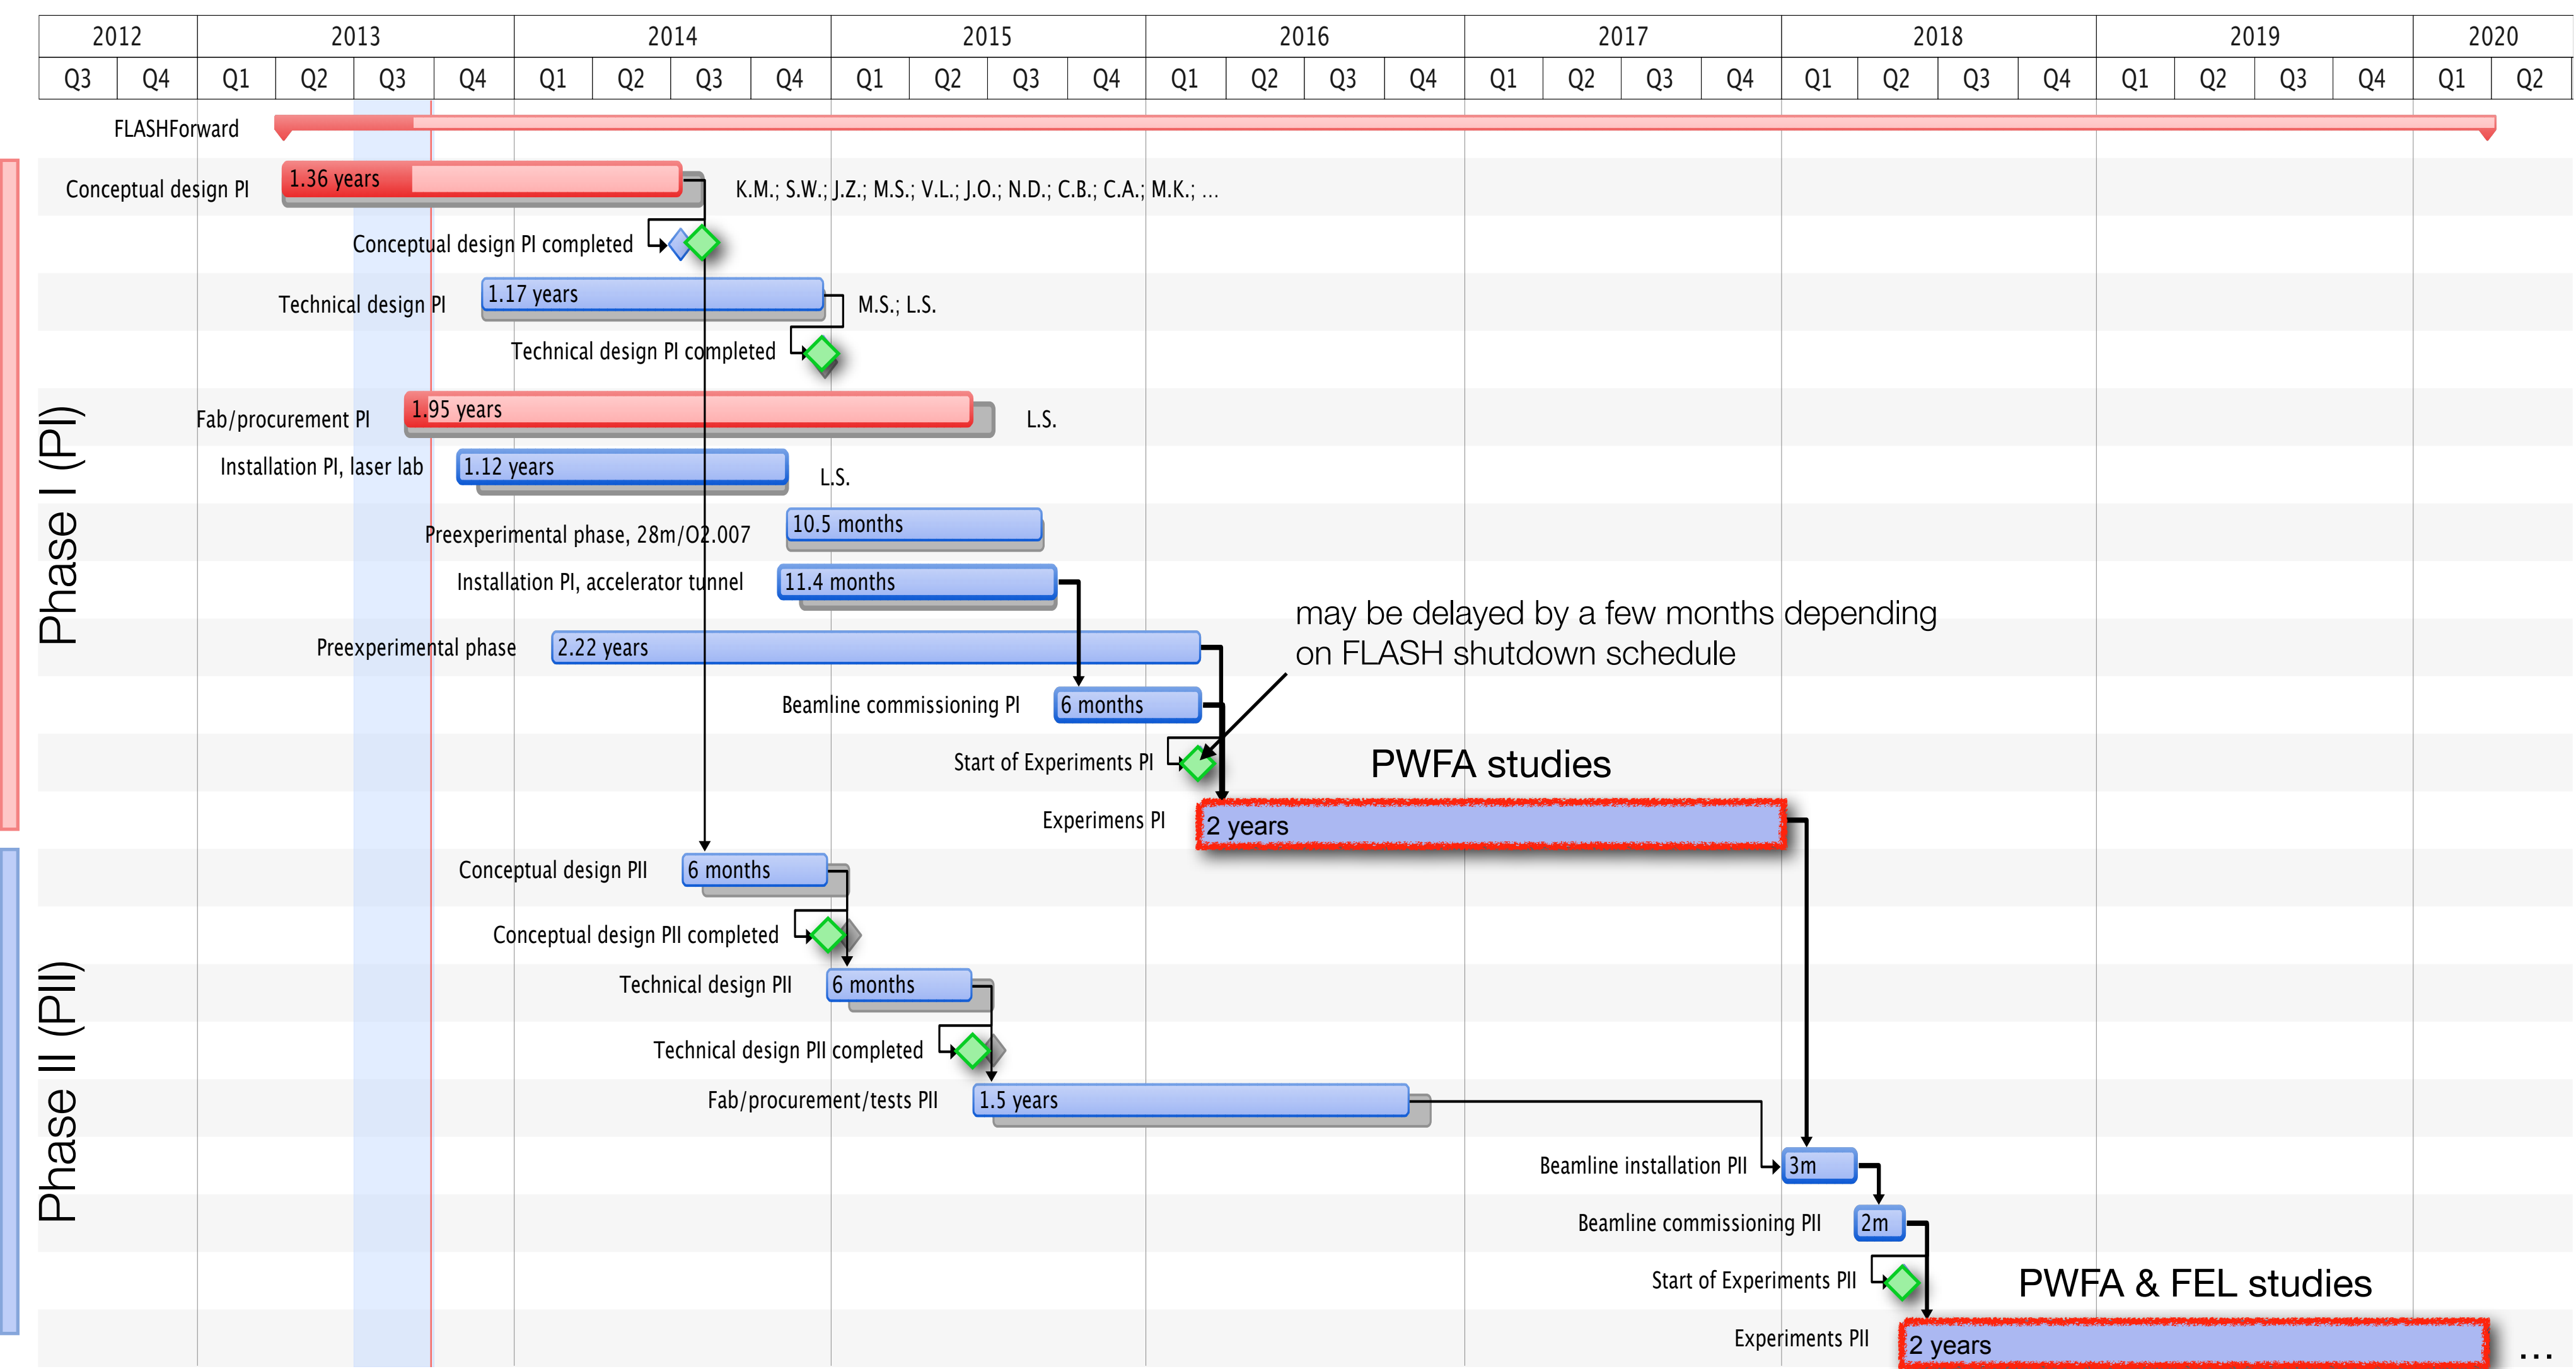 2012 2013 2014 2015 2016 2017 2018 2019 2020
Q3 Q4 Q1 Q2 Q3 Q4 Q1 Q2 Q3 Q4 Q1 Q2 Q3 Q4 Q1 Q2 Q3 Q4 Q1 Q2 Q3 Q4 Q1 Q2 Q3 Q4 Q1 Q2 Q3 Q4 Q1 Q2
FLASHForward
Phase I (PI)
Conceptual design PI 1.36 years K.M.; S.W.; J.Z.; M.S.; V.L.; J.O.; N.D.; C.B.; C.A.; M.K.; ...
Conceptual design PI completed
Technical design PI 1.17 years M.S.; L.S.
Technical design PI completed
Fab/procurement PI 1.95 years L.S.
Installation PI, laser lab 1.12 years L.S.
Preexperimental phase, 28m/O2.007 10.5 months
Installation PI, accelerator tunnel 11.4 months
may be delayed by a few months depending
on FLASH shutdown schedule
Preexperimental phase 2.22 years
Beamline commissioning PI 6 months
Start of Experiments PI PWFA studies
Experimens PI 2 years
Phase II (PII)
Conceptual design PII 6 months
Conceptual design PII completed
Technical design PII 6 months
Technical design PII completed
Fab/procurement/tests PII 1.5 years
Beamline installation PII 3m
Beamline commissioning PII 2m
Start of Experiments PII PWFA & FEL studies
Experiments PII 2 years ...